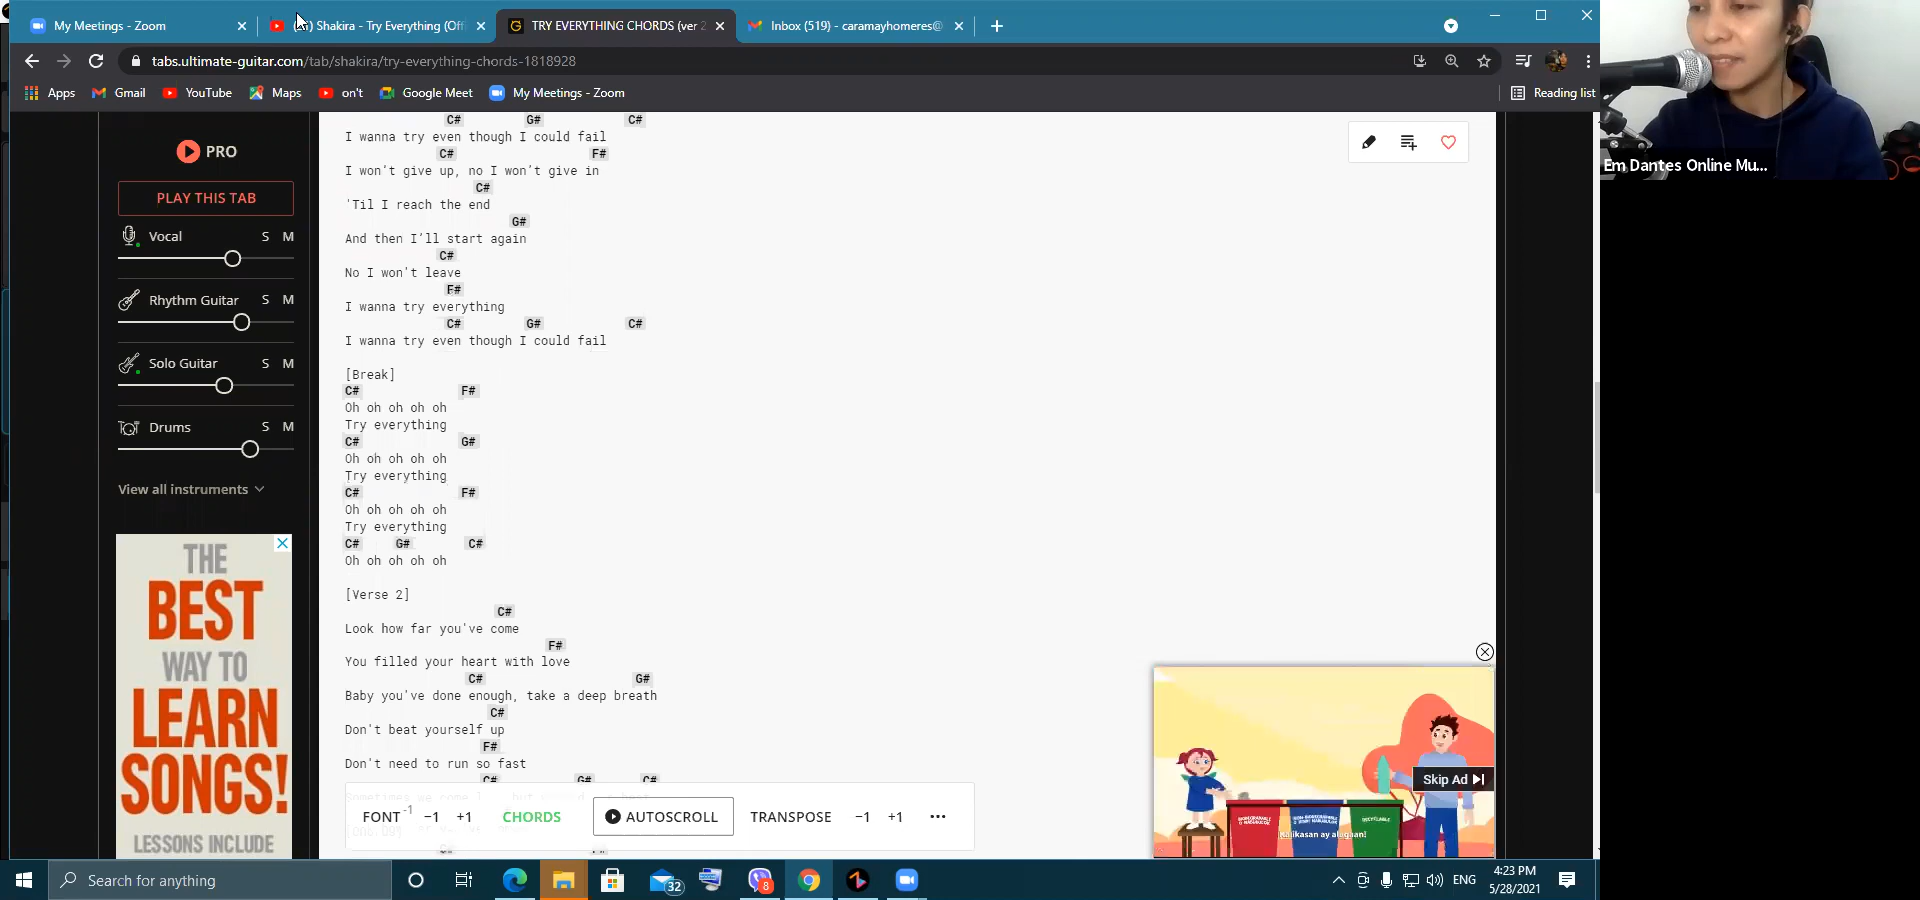 My Meetings - Zoom
Shakira - Try Everything (Offi
TRY EVERYTHING CHORDS (ver 2
Inbox (519) - caramayhomeres@
tabs.ultimate-guitar.com/tab/shakira/try-everything-chords-1818928
Apps
Gmail
YouTube
Maps
on't
Google Meet
My Meetings - Zoom
Reading list
Em Dantes Online Mu...
PRO
PLAY THIS TAB
Vocal S M
Rhythm Guitar S M
Solo Guitar S M
Drums S M
View all instruments
THE
BEST
WAY TO
LEARN
SONGS!
LESSONS INCLUDE
C# G# C#
I wanna try even though I could fail
C# F#
I won't give up, no I won't give in
C#
'Til I reach the end
G#
And then I'll start again
C#
No I won't leave
F#
I wanna try everything
C# G# C#
I wanna try even though I could fail
[Break]
C# F#
Oh oh oh oh oh
Try everything
C# G#
Oh oh oh oh oh
Try everything
C# F#
Oh oh oh oh oh
Try everything
C# G# C#
Oh oh oh oh oh
[Verse 2]
C#
Look how far you've come
F#
You filled your heart with love
C# G#
Baby you've done enough, take a deep breath
C#
Don't beat yourself up
F#
Don't need to run so fast
C# G# C#
FONT -1 −1 +1 CHORDS AUTOSCROLL TRANSPOSE −1 +1 •••
Skip Ad
RECYCLABLE
Kalikasan ay alagaan!
Search for anything
32
8
ENG
4:23 PM
5/28/2021